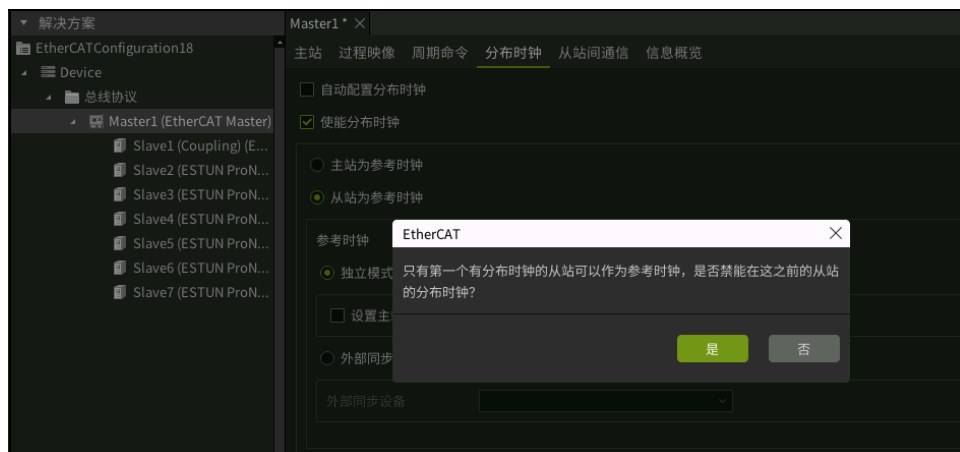 解决方案
Master1*
EtherCATConfiguration18
主站 过程映像 周期命令 分布时钟 从站间通信 信息概览
Device
自动配置分布时钟
总线协议
使能分布时钟
Master1 (EtherCAT Master)
Slave1 (Coupling) (E...
主站为参考时钟
Slave2 (ESTUN ProN...
从站为参考时钟
Slave3 (ESTUN ProN...
Slave4 (ESTUN ProN...
参考时钟
EtherCAT
Slave5 (ESTUN ProN...
独立模式
只有第一个有分布时钟的从站可以作为参考时钟，是否禁能在这之前的从站
的分布时钟？
Slave6 (ESTUN ProN...
Slave7 (ESTUN ProN...
设置主
是 否
外部同步
外部同步设备